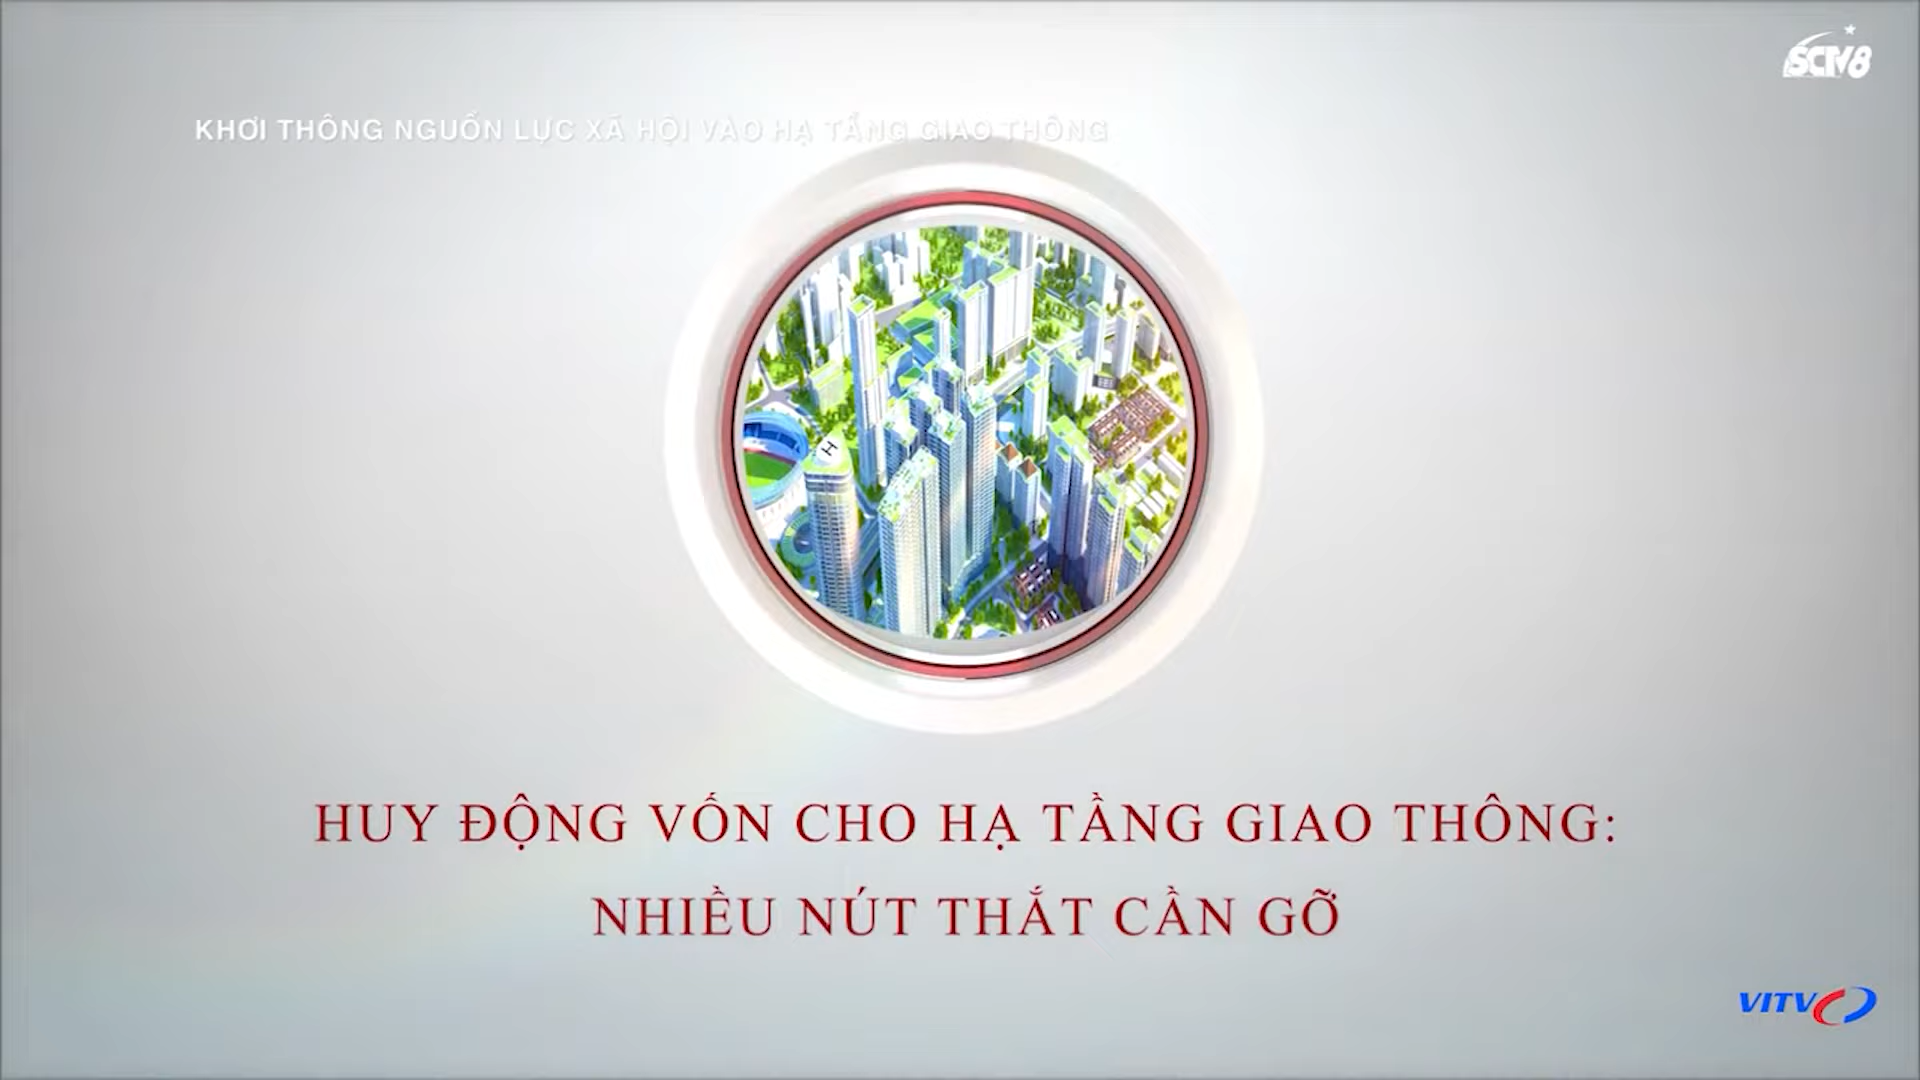 SCTV8
KHƠI THÔNG NGUỒN LỰC XÃ HỘI VÀO HẠ TẦNG GIAO THÔNG
H
HUY ĐỘNG VỐN CHO HẠ TẦNG GIAO THÔNG:
NHIỀU NÚT THẮT CẦN GỠ
VITV